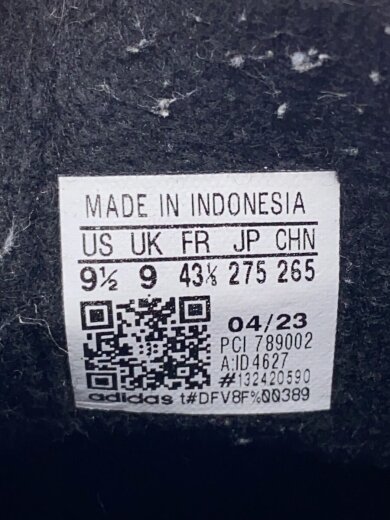 MADE IN INDONESIA
US UK FR JP CHN
9½ 9 43⅓ 275 265
04/23
PCI 789002
A:ID4627
#132420590
adidas t#DFV8F%00389